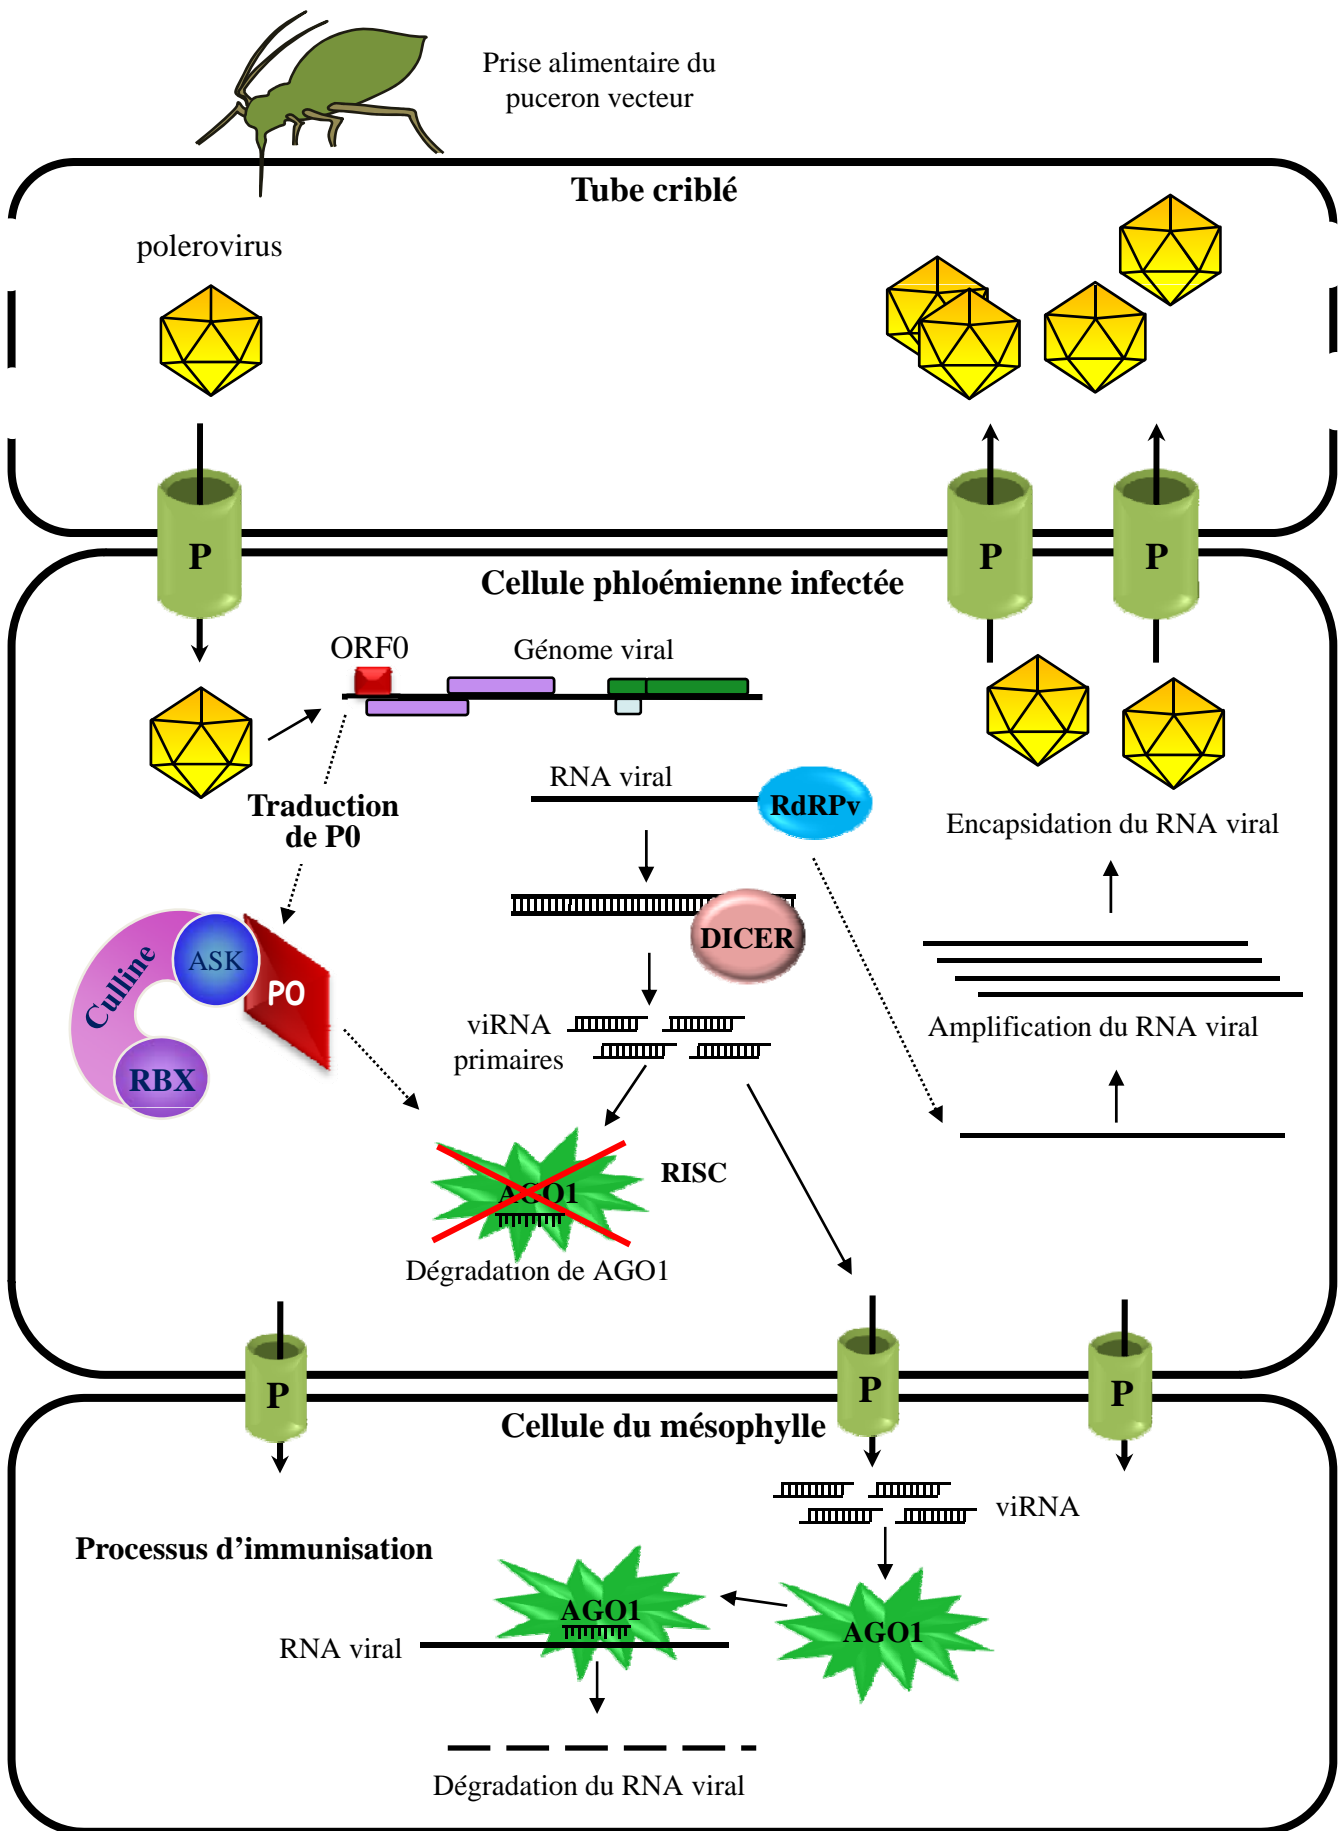 Prise alimentaire du
puceron vecteur
Tube criblé
polerovirus
P
P
P
Cellule phloémienne infectée
ORF0
Génome viral
RNA viral
RdRPv
Traduction
de P0
Encapsidation du RNA viral
DICER
Culline
ASK
PO
RBX
viRNA
primaires
Amplification du RNA viral
RISC
AGO1
Dégradation de AGO1
P
P
P
Cellule du mésophylle
viRNA
Processus d'immunisation
AGO1
AGO1
RNA viral
Dégradation du RNA viral